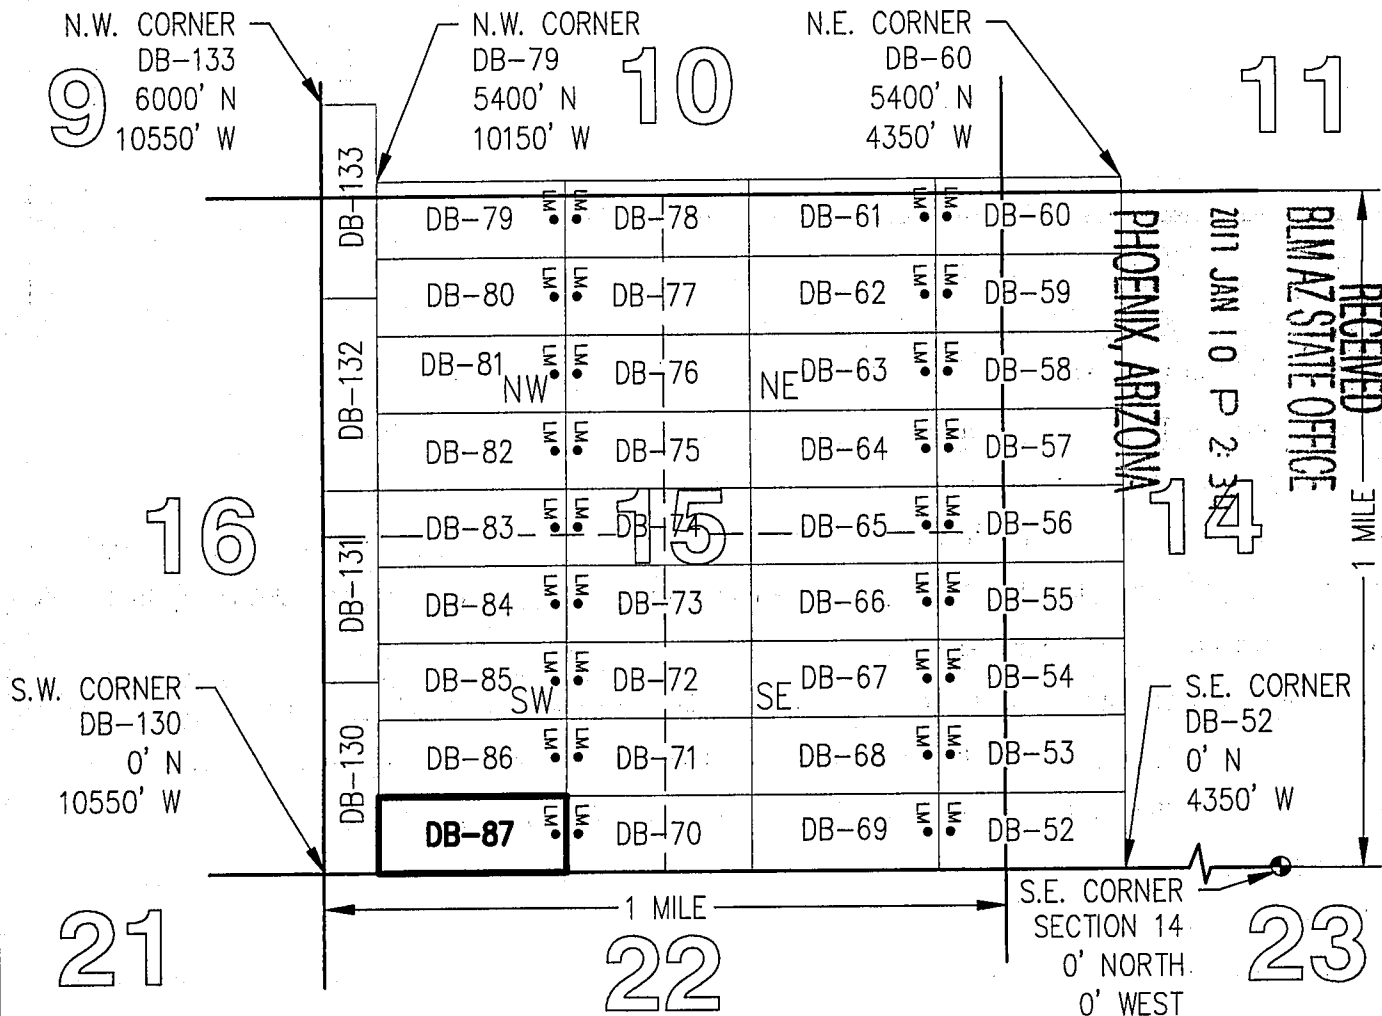 N.W. CORNER
DB-133
6000' N
10550' W
N.W. CORNER
DB-79
5400' N
10150' W
N.E. CORNER
DB-60
5400' N
4350' W
9
10
11
DB-133
DB-79 LM LM DB-78 DB-61 LM LM DB-60
DB-80 LM LM DB-77 DB-62 LM LM DB-59
DB-132
DB-81 NW LM LM DB-76 NE DB-63 LM LM DB-58
DB-82 LM LM DB-75 DB-64 LM LM DB-57
16
DB-83 LM LM DB-74 15 DB-65 LM LM DB-56
14
DB-131
DB-84 LM LM DB-73 DB-66 LM LM DB-55
DB-85 SW LM LM DB-72 SE DB-67 LM LM DB-54
DB-86 LM LM DB-71 DB-68 LM LM DB-53
DB-130
DB-87 LM LM DB-70 DB-69 LM LM DB-52
RECEIVED
BLM AZ STATE OFFICE
2011 JAN 10 P 2:
PHOENIX, ARIZONA
1 MILE
S.W. CORNER
DB-130
0' N
10550' W
S.E. CORNER
DB-52
0' N
4350' W
1 MILE
S.E. CORNER
SECTION 14
0' NORTH
0' WEST
21
22
23